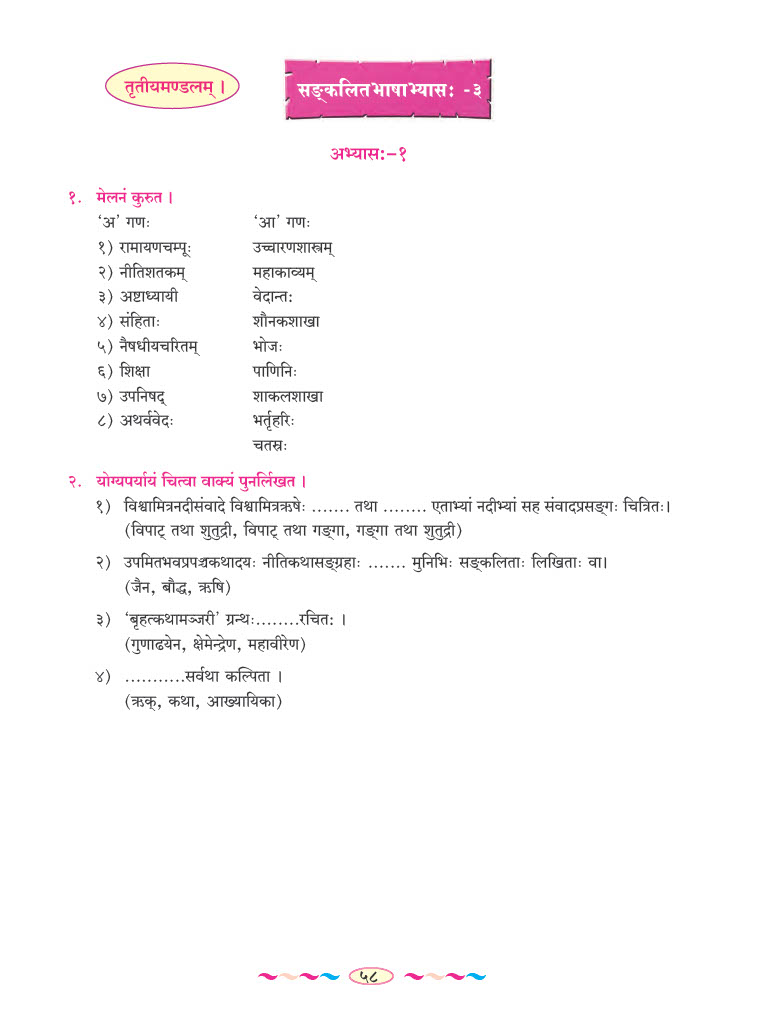 तृतीयमण्डलम् ।
सङ्कलितभाषाभ्यासः -३
अभ्यासः-१
१. मेलनं कुरुत ।
‘अ’ गणः ‘आ’ गणः
१) रामायणचम्पूः उच्चारणशास्त्रम्
२) नीतिशतकम् महाकाव्यम्
३) अष्टाध्यायी वेदान्तः
४) संहिताः शौनकशाखा
५) नैषधीयचरितम् भोजः
६) शिक्षा पाणिनिः
७) उपनिषद् शाकलशाखा
८) अथर्ववेदः भर्तृहरिः
चतस्रः
२. योग्यपर्यायं चित्वा वाक्यं पुनर्लिखत ।
१) विश्वामित्रनदीसंवादे विश्वामित्रऋषेः ....... तथा ........ एताभ्यां नदीभ्यां सह संवादप्रसङ्गः चित्रितः।
(विपाट् तथा शुतुद्री, विपाट् तथा गङ्गा, गङ्गा तथा शुतुद्री)
२) उपमितभवप्रपञ्चकथादयः नीतिकथासङ्ग्रहाः ....... मुनिभिः सङ्कलिताः लिखिताः वा।
(जैन, बौद्ध, ऋषि)
३) ‘बृहत्कथामञ्जरी’ ग्रन्थः........रचितः ।
(गुणाढयेन, क्षेमेन्द्रेण, महावीरेण)
४) ...........सर्वथा कल्पिता ।
(ऋक्, कथा, आख्यायिका)
५८